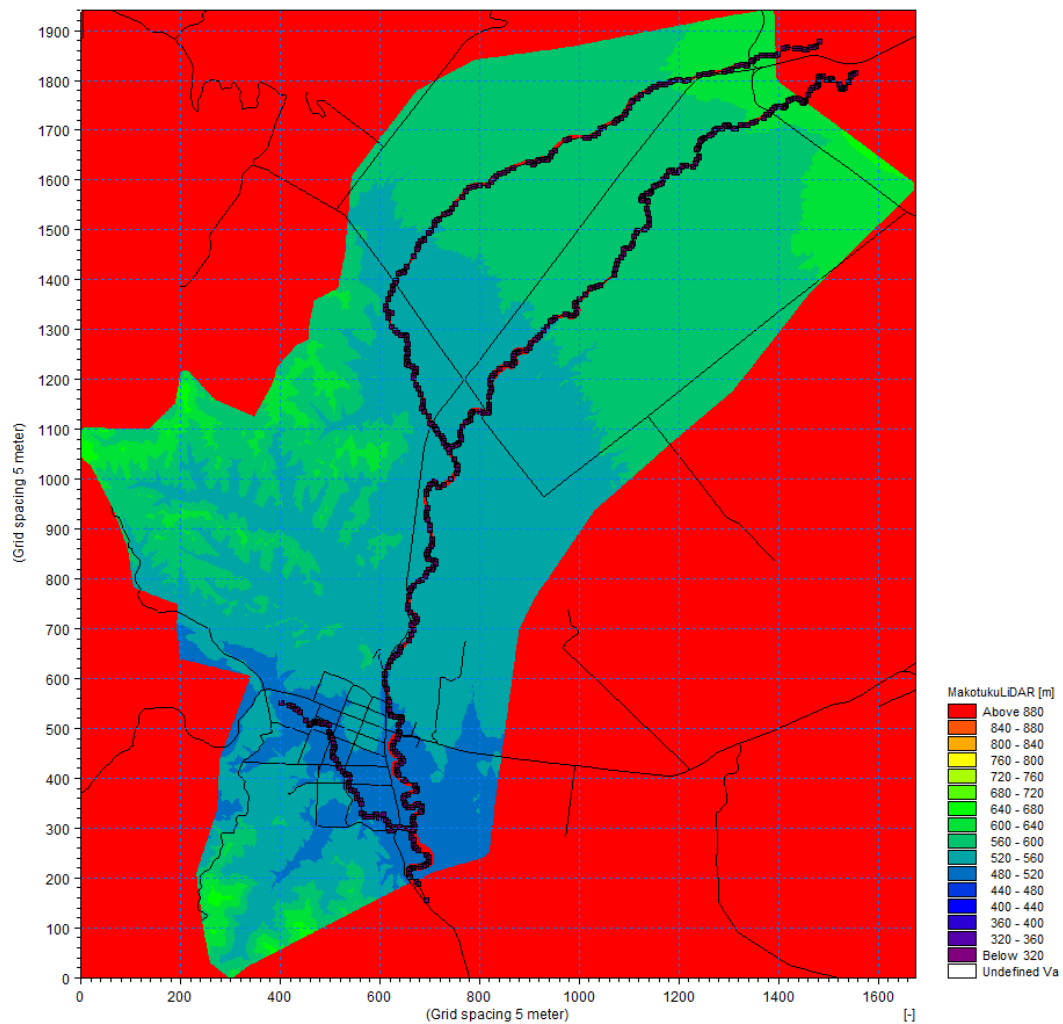 1900
1800
1700
1600
1500
1400
1300
1200
1100
1000
900
800
700
600
500
400
300
200
100
0
(Grid spacing 5 meter)
0 200 400 600 800 1000 1200 1400 1600
(Grid spacing 5 meter) [-]
MakotukuLiDAR [m]
Above 880
840 - 880
800 - 840
760 - 800
720 - 760
680 - 720
640 - 680
600 - 640
560 - 600
520 - 560
480 - 520
440 - 480
400 - 440
360 - 400
320 - 360
Below 320
Undefined Va